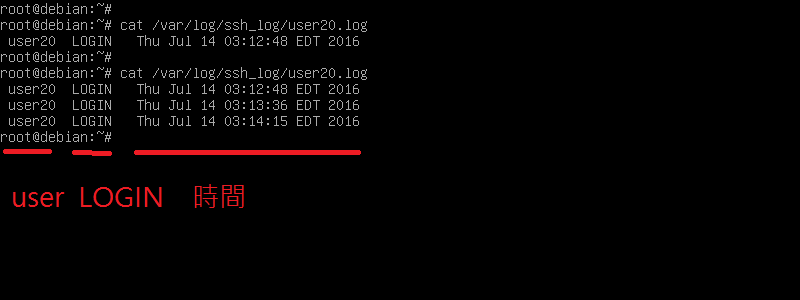 root@debian:~#
root@debian:~# cat /var/log/ssh_log/user20.log
user20 LOGIN Thu Jul 14 03:12:48 EDT 2016
root@debian:~#
root@debian:~# cat /var/log/ssh_log/user20.log
user20 LOGIN Thu Jul 14 03:12:48 EDT 2016
user20 LOGIN Thu Jul 14 03:13:36 EDT 2016
user20 LOGIN Thu Jul 14 03:14:15 EDT 2016
root@debian:~#
user LOGIN 時間